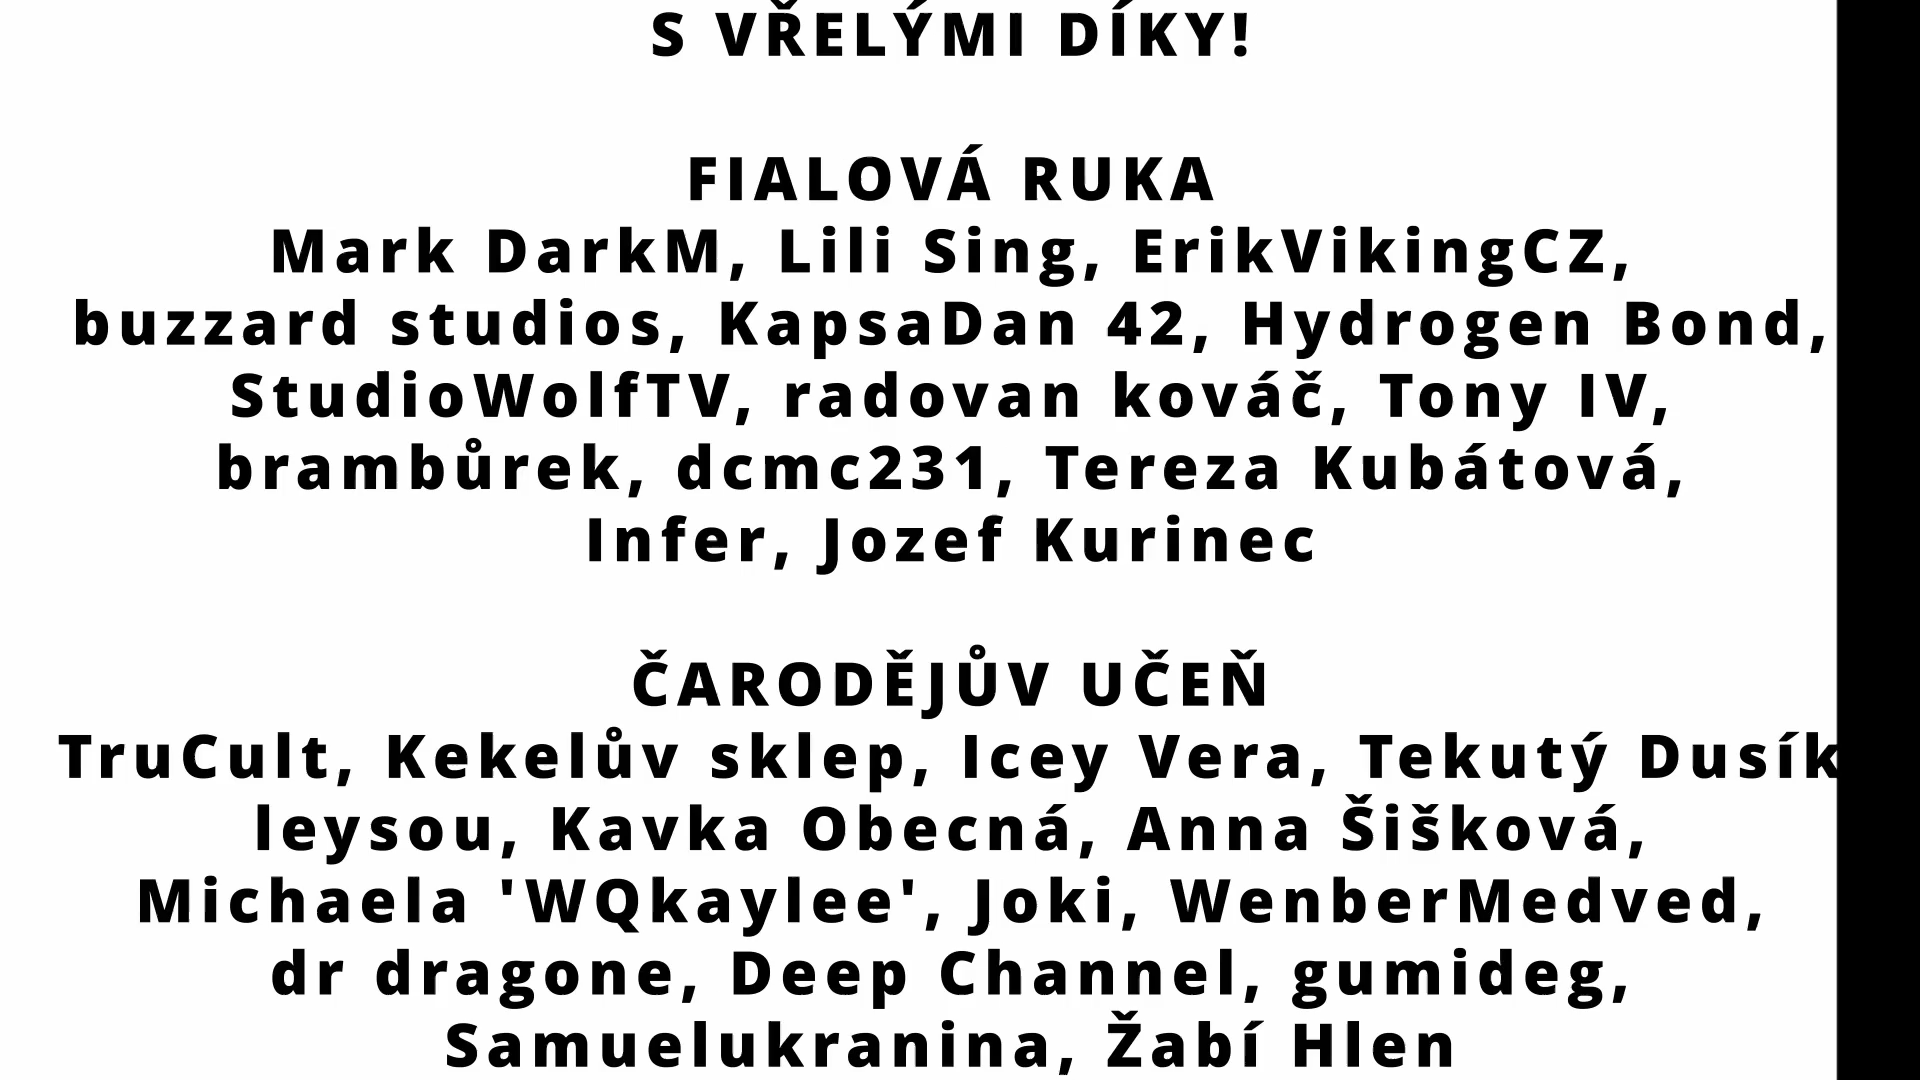 S VŘELÝMI DÍKY!
FIALOVÁ RUKA
Mark DarkM, Lili Sing, ErikVikingCZ,
buzzard studios, KapsaDan 42, Hydrogen Bond,
StudioWolfTV, radovan kováč, Tony IV,
brambůrek, dcmc231, Tereza Kubátová,
Infer, Jozef Kurinec
ČARODĚJŮV UČEŇ
TruCult, Kekelův sklep, Icey Vera, Tekutý Dusík
leysou, Kavka Obecná, Anna Šišková,
Michaela 'WQkaylee', Joki, WenberMedved,
dr dragone, Deep Channel, gumideg,
Samuelukranina, Žabí Hlen